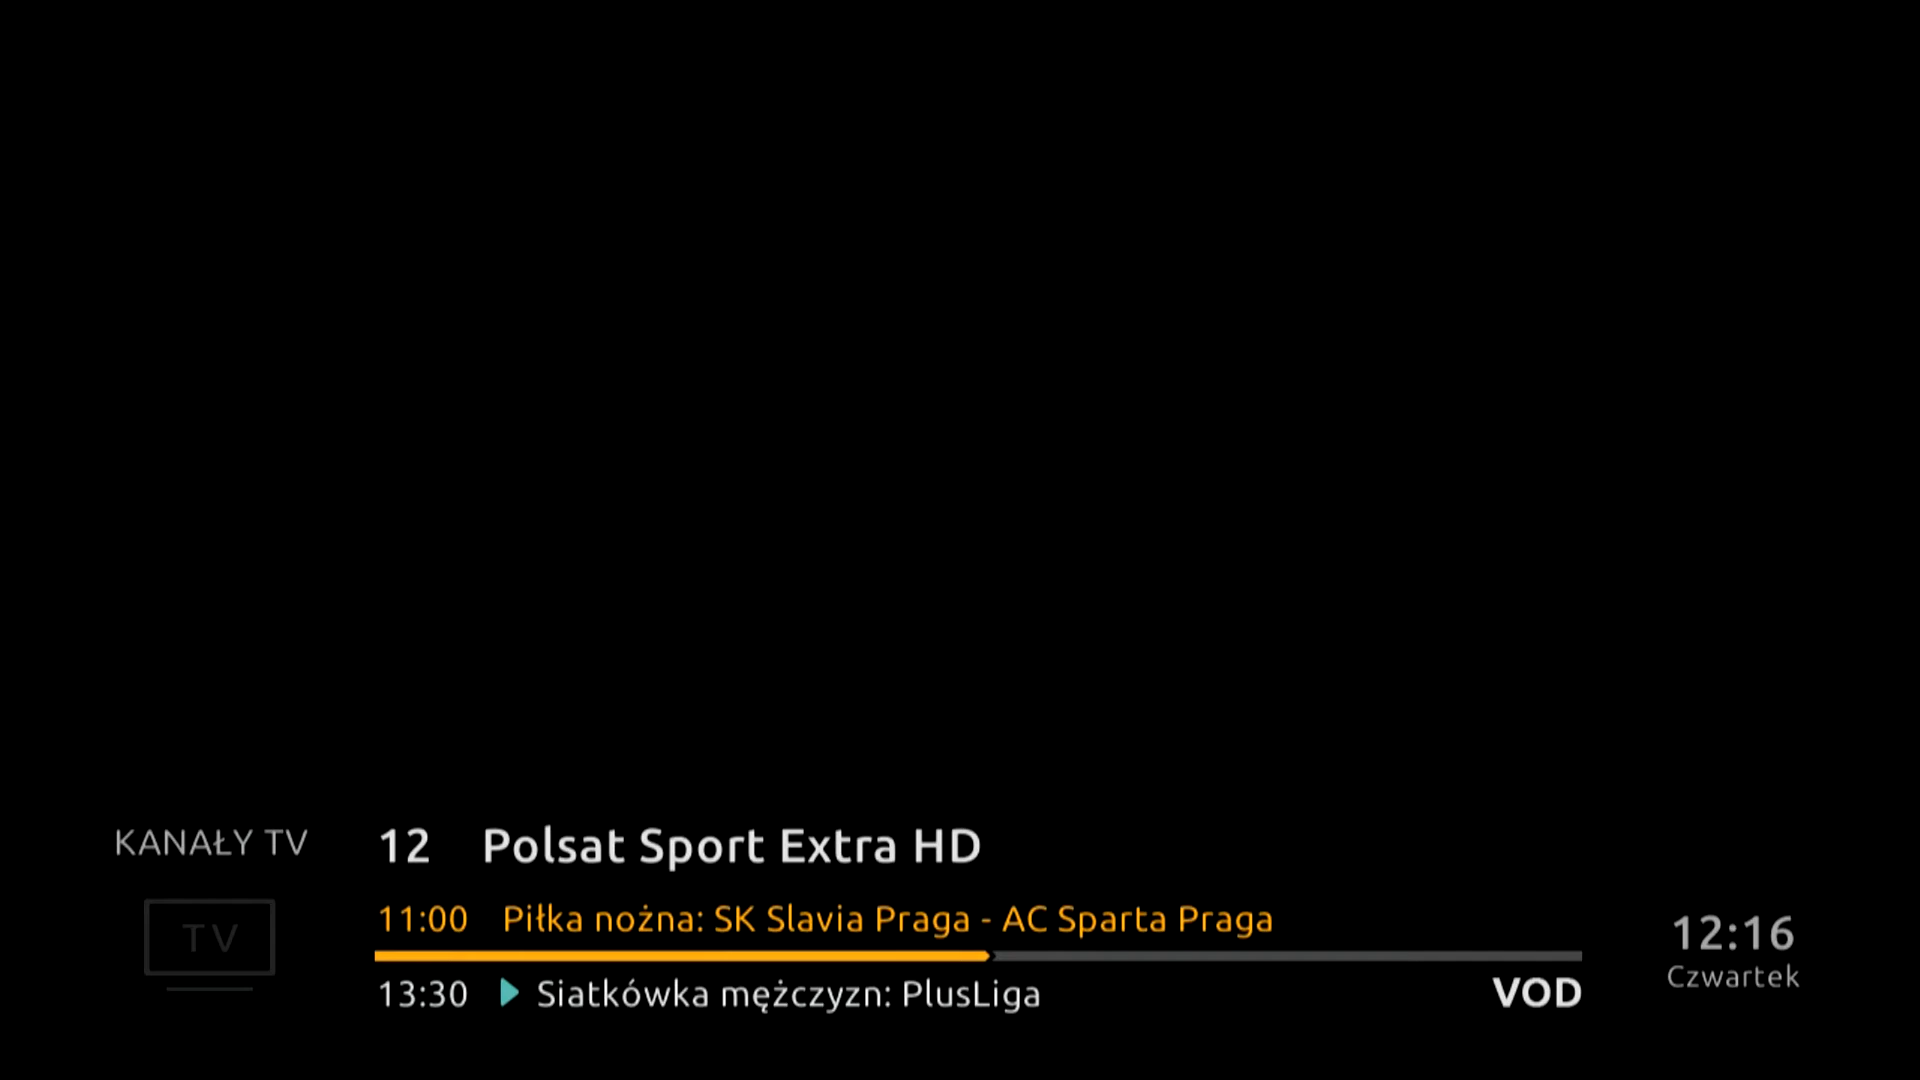 KANAŁY TV
12 Polsat Sport Extra HD
TV
11:00 Piłka nożna: SK Slavia Praga - AC Sparta Praga
13:30 Siatkówka mężczyzn: PlusLiga
VOD
12:16
Czwartek